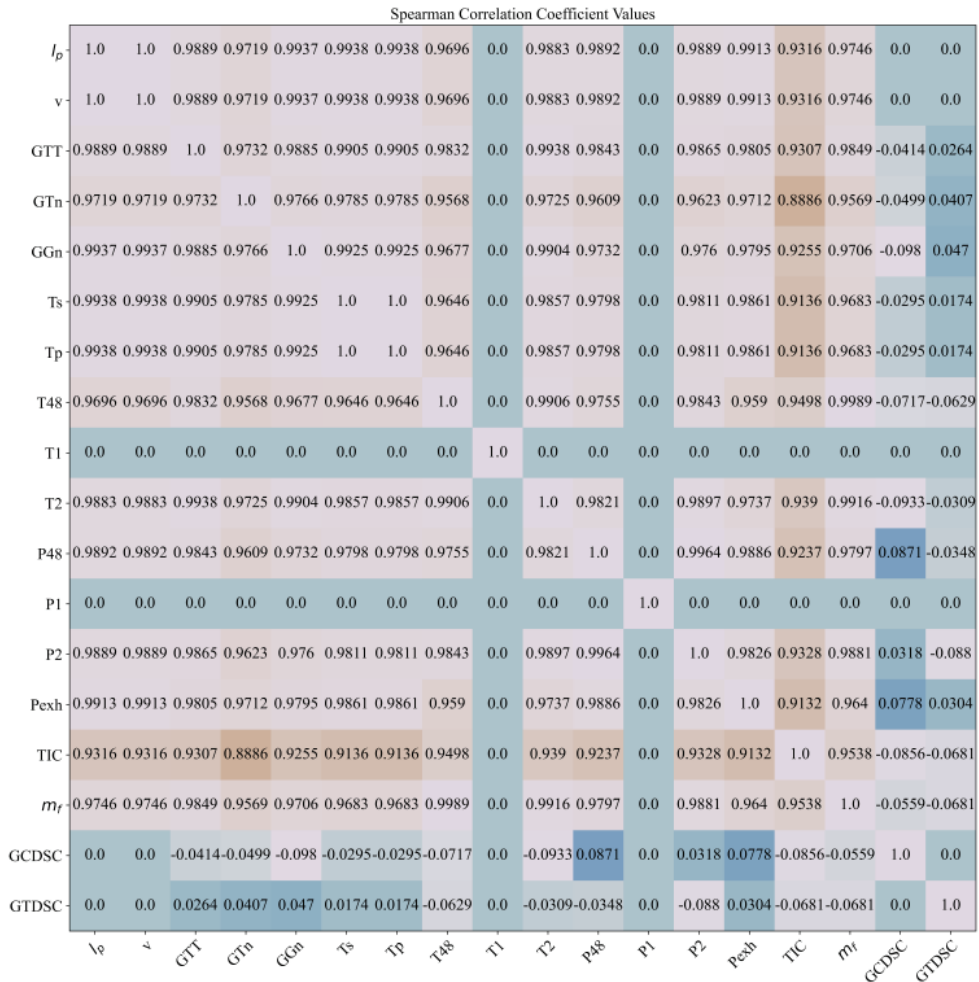 Spearman Correlation Coefficient Values
l_p 1.0 1.0 0.9889 0.9719 0.9937 0.9938 0.9938 0.9696 0.0 0.9883 0.9892 0.0 0.9889 0.9913 0.9316 0.9746 0.0 0.0
v 1.0 1.0 0.9889 0.9719 0.9937 0.9938 0.9938 0.9696 0.0 0.9883 0.9892 0.0 0.9889 0.9913 0.9316 0.9746 0.0 0.0
GTT 0.9889 0.9889 1.0 0.9732 0.9885 0.9905 0.9905 0.9832 0.0 0.9938 0.9843 0.0 0.9865 0.9805 0.9307 0.9849 -0.0414 0.0264
GTn 0.9719 0.9719 0.9732 1.0 0.9766 0.9785 0.9785 0.9568 0.0 0.9725 0.9609 0.0 0.9623 0.9712 0.8886 0.9569 -0.0499 0.0407
GGn 0.9937 0.9937 0.9885 0.9766 1.0 0.9925 0.9925 0.9677 0.0 0.9904 0.9732 0.0 0.976 0.9795 0.9255 0.9706 -0.098 0.047
Ts 0.9938 0.9938 0.9905 0.9785 0.9925 1.0 1.0 0.9646 0.0 0.9857 0.9798 0.0 0.9811 0.9861 0.9136 0.9683 -0.0295 0.0174
Tp 0.9938 0.9938 0.9905 0.9785 0.9925 1.0 1.0 0.9646 0.0 0.9857 0.9798 0.0 0.9811 0.9861 0.9136 0.9683 -0.0295 0.0174
T48 0.9696 0.9696 0.9832 0.9568 0.9677 0.9646 0.9646 1.0 0.0 0.9906 0.9755 0.0 0.9843 0.959 0.9498 0.9989 -0.0717 -0.0629
T1 0.0 0.0 0.0 0.0 0.0 0.0 0.0 0.0 1.0 0.0 0.0 0.0 0.0 0.0 0.0 0.0 0.0 0.0
T2 0.9883 0.9883 0.9938 0.9725 0.9904 0.9857 0.9857 0.9906 0.0 1.0 0.9821 0.0 0.9897 0.9737 0.939 0.9916 -0.0933 -0.0309
P48 0.9892 0.9892 0.9843 0.9609 0.9732 0.9798 0.9798 0.9755 0.0 0.9821 1.0 0.0 0.9964 0.9886 0.9237 0.9797 0.0871 -0.0348
P1 0.0 0.0 0.0 0.0 0.0 0.0 0.0 0.0 0.0 0.0 0.0 1.0 0.0 0.0 0.0 0.0 0.0 0.0
P2 0.9889 0.9889 0.9865 0.9623 0.976 0.9811 0.9811 0.9843 0.0 0.9897 0.9964 0.0 1.0 0.9826 0.9328 0.9881 0.0318 -0.088
Pexh 0.9913 0.9913 0.9805 0.9712 0.9795 0.9861 0.9861 0.959 0.0 0.9737 0.9886 0.0 0.9826 1.0 0.9132 0.964 0.0778 0.0304
TIC 0.9316 0.9316 0.9307 0.8886 0.9255 0.9136 0.9136 0.9498 0.0 0.939 0.9237 0.0 0.9328 0.9132 1.0 0.9538 -0.0856 -0.0681
m_f 0.9746 0.9746 0.9849 0.9569 0.9706 0.9683 0.9683 0.9989 0.0 0.9916 0.9797 0.0 0.9881 0.964 0.9538 1.0 -0.0559 -0.0681
GCDSC 0.0 0.0 -0.0414 -0.0499 -0.098 -0.0295 -0.0295 -0.0717 0.0 -0.0933 0.0871 0.0 0.0318 0.0778 -0.0856 -0.0559 1.0 0.0
GTDSC 0.0 0.0 0.0264 0.0407 0.047 0.0174 0.0174 -0.0629 0.0 -0.0309 -0.0348 0.0 -0.088 0.0304 -0.0681 -0.0681 0.0 1.0
l_p v GTT GTn GGn Ts Tp T48 T1 T2 P48 P1 P2 Pexh TIC m_f GCDSC GTDSC